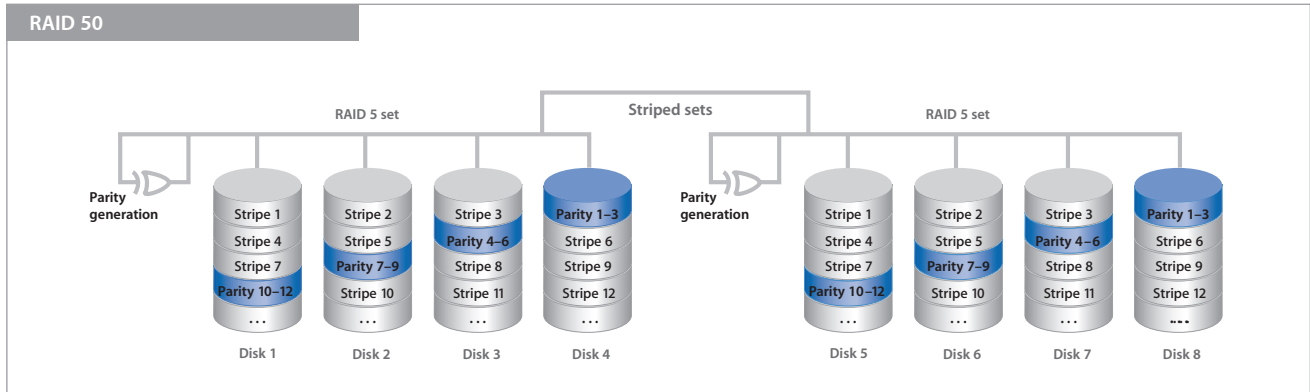 RAID 50
Striped sets
RAID 5 set
Parity
generation
Stripe 1
Stripe 4
Stripe 7
Parity 10–12
...
Disk 1
Stripe 2
Stripe 5
Parity 7–9
Stripe 10
...
Disk 2
Stripe 3
Parity 4–6
Stripe 8
Stripe 11
...
Disk 3
Parity 1–3
Stripe 6
Stripe 9
Stripe 12
...
Disk 4
RAID 5 set
Parity
generation
Stripe 1
Stripe 4
Stripe 7
Parity 10–12
...
Disk 5
Stripe 2
Stripe 5
Parity 7–9
Stripe 10
...
Disk 6
Stripe 3
Parity 4–6
Stripe 8
Stripe 11
...
Disk 7
Parity 1–3
Stripe 6
Stripe 9
Stripe 12
....
Disk 8